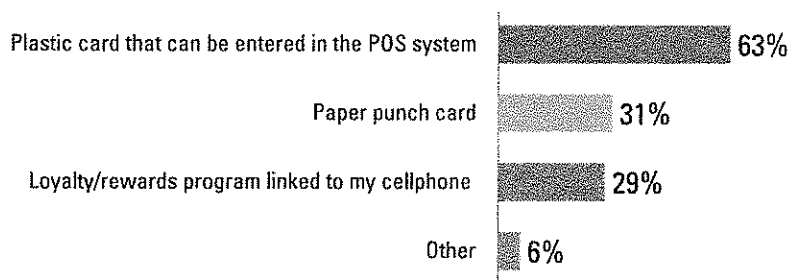 Plastic card that can be entered in the POS system 63%
Paper punch card 31%
Loyalty/rewards program linked to my cellphone 29%
Other 6%